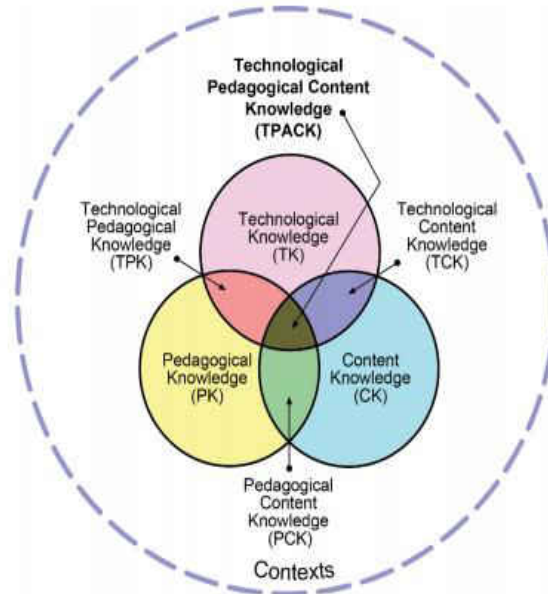 Technological
Pedagogical Content
Knowledge
(TPACK)
Technological
Pedagogical
Knowledge
(TPK)
Technological
Knowledge
(TK)
Technological
Content
Knowledge
(TCK)
Pedagogical
Knowledge
(PK)
Content
Knowledge
(CK)
Pedagogical
Content
Knowledge
(PCK)
Contexts